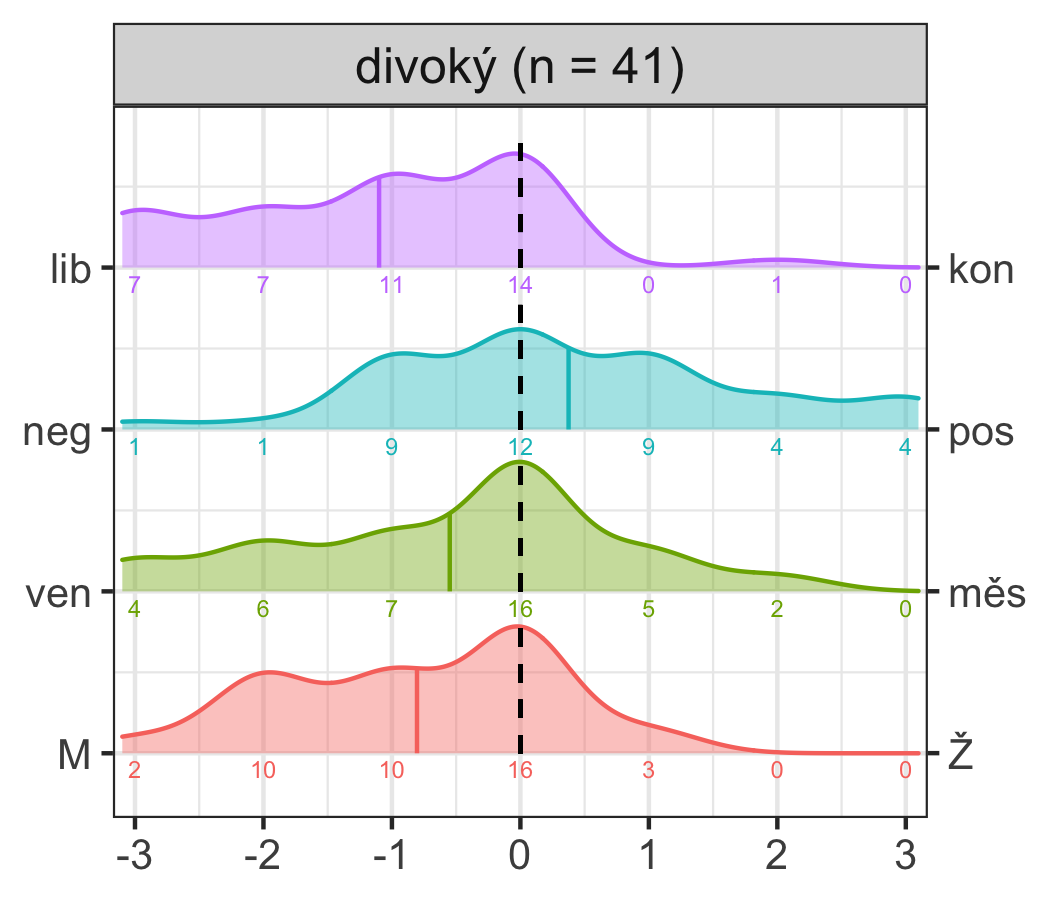 divoký (n = 41)
lib kon
7 7 11 14 0 1 0
neg pos
1 1 9 12 9 4 4
ven měs
4 6 7 16 5 2 0
M Ž
2 10 10 16 3 0 0
-3 -2 -1 0 1 2 3